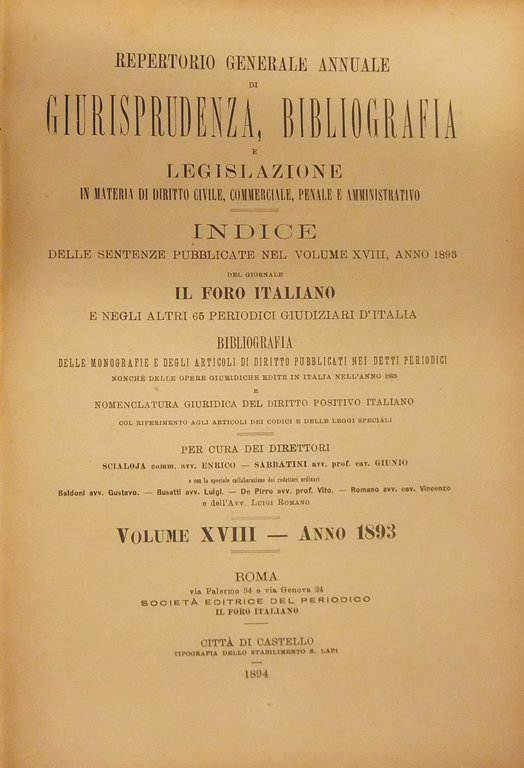 REPERTORIO GENERALE ANNUALE
DI
GIURISPRUDENZA, BIBLIOGRAFIA
E
LEGISLAZIONE
IN MATERIA DI DIRITTO CIVILE, COMMERCIALE, PENALE E AMMINISTRATIVO
INDICE
DELLE SENTENZE PUBBLICATE NEL VOLUME XVIII, ANNO 1893
DEL GIORNALE
IL FORO ITALIANO
E NEGLI ALTRI 65 PERIODICI GIUDIZIARI D'ITALIA
BIBLIOGRAFIA
DELLE MONOGRAFIE E DEGLI ARTICOLI DI DIRITTO PUBBLICATI NEI DETTI PERIODICI
NONCHÈ DELLE OPERE GIURIDICHE EDITE IN ITALIA NELL'ANNO 1893
E
NOMENCLATURA GIURIDICA DEL DIRITTO POSITIVO ITALIANO
COL RIFERIMENTO AGLI ARTICOLI DEI CODICI E DELLE LEGGI SPECIALI
PER CURA DEI DIRETTORI
SCIALOJA comm. avv. ENRICO — SABBATINI avv. prof. cav. GIUNIO
e con la speciale collaborazione dei redattori ordinari
Baldoni avv. Gustavo. — Busatti avv. Luigi. — De Pirro avv. prof. Vito. — Romano avv. cav. Vincenzo
e dell'Avv. LUIGI ROMANO
VOLUME XVIII — ANNO 1893
ROMA
via Palermo 34 e via Genova 24
SOCIETÀ EDITRICE DEL PERIODICO
IL FORO ITALIANO
CITTÀ DI CASTELLO
TIPOGRAFIA DELLO STABILIMENTO S. LAPI
1894